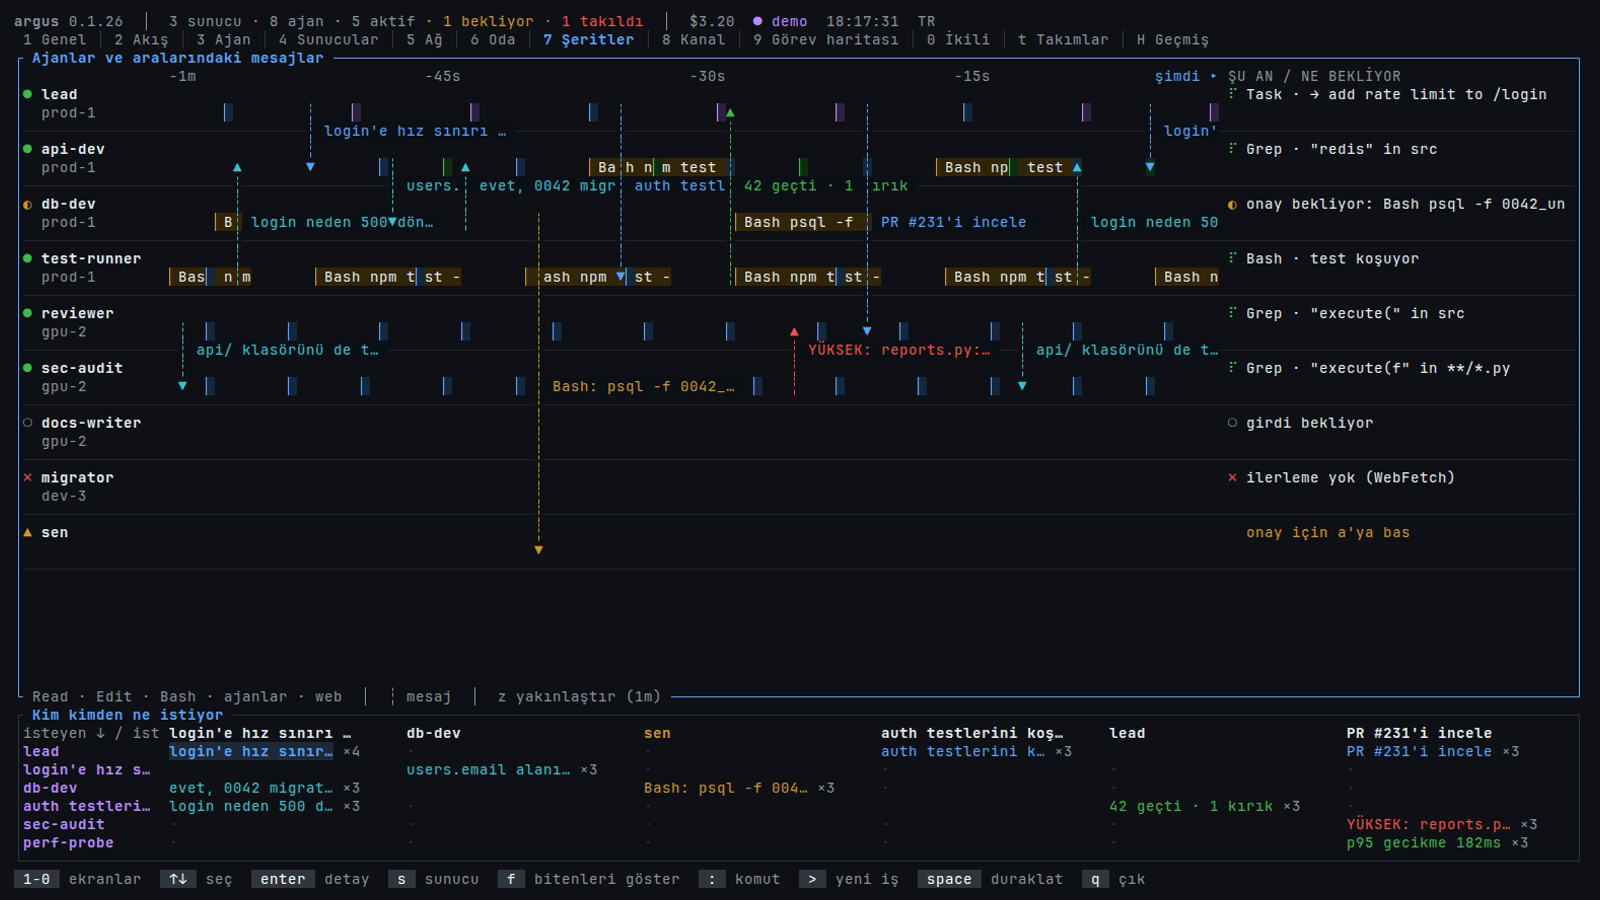 argus 0.1.26 │ 3 sunucu · 8 ajan · 5 aktif · 1 bekliyor · 1 takıldı │ $3.20 ● demo 18:17:31 TR
1 Genel │ 2 Akış │ 3 Ajan │ 4 Sunucular │ 5 Ağ │ 6 Oda │ 7 Şeritler │ 8 Kanal │ 9 Görev haritası │ 0 İkili │ t Takımlar │ H Geçmiş
Ajanlar ve aralarındaki mesajlar
-1m -45s -30s -15s şimdi ▸ ŞU AN / NE BEKLİYOR
● lead Task · → add rate limit to /login
prod-1
login'e hız sınırı … login'
● api-dev Grep · "redis" in src
prod-1 Ba h n m test Bash np test
users. evet, 0042 migr auth testl 42 geçti · 1 ırık
◐ db-dev ◐ onay bekliyor: Bash psql -f 0042_un
prod-1 B login neden 500 dön… Bash psql -f PR #231'i incele login neden 50
● test-runner Bash · test koşuyor
prod-1 Bas n m Bash npm t st - ash npm st - Bash npm t st - Bash npm t st - Bash n
● reviewer Grep · "execute(" in src
gpu-2
api/ klasörünü de t… YÜKSEK: reports.py:… api/ klasörünü de t…
● sec-audit Grep · "execute(f" in **/*.py
gpu-2 Bash: psql -f 0042_…
○ docs-writer ○ girdi bekliyor
gpu-2
× migrator × ilerleme yok (WebFetch)
dev-3
▲ sen onay için a'ya bas
Read · Edit · Bash · ajanlar · web │ ┆ mesaj │ z yakınlaştır (1m)
Kim kimden ne istiyor
isteyen ↓ / ist login'e hız sınırı … db-dev sen auth testlerini koş… lead PR #231'i incele
lead login'e hız sınır… ×4 · · auth testlerini k… ×3 · PR #231'i incele ×3
login'e hız s… users.email alanı… ×3 · · · ·
db-dev evet, 0042 migrat… ×3 Bash: psql -f 004… ×3 · · ·
auth testleri… login neden 500 d… ×3 · · 42 geçti · 1 kırık ×3 ·
sec-audit · · · · · YÜKSEK: reports.p… ×3
perf-probe · · · · · p95 gecikme 182ms ×3
1-0 ekranlar ↑↓ seç enter detay s sunucu f bitenleri göster : komut > yeni iş space duraklat q çık